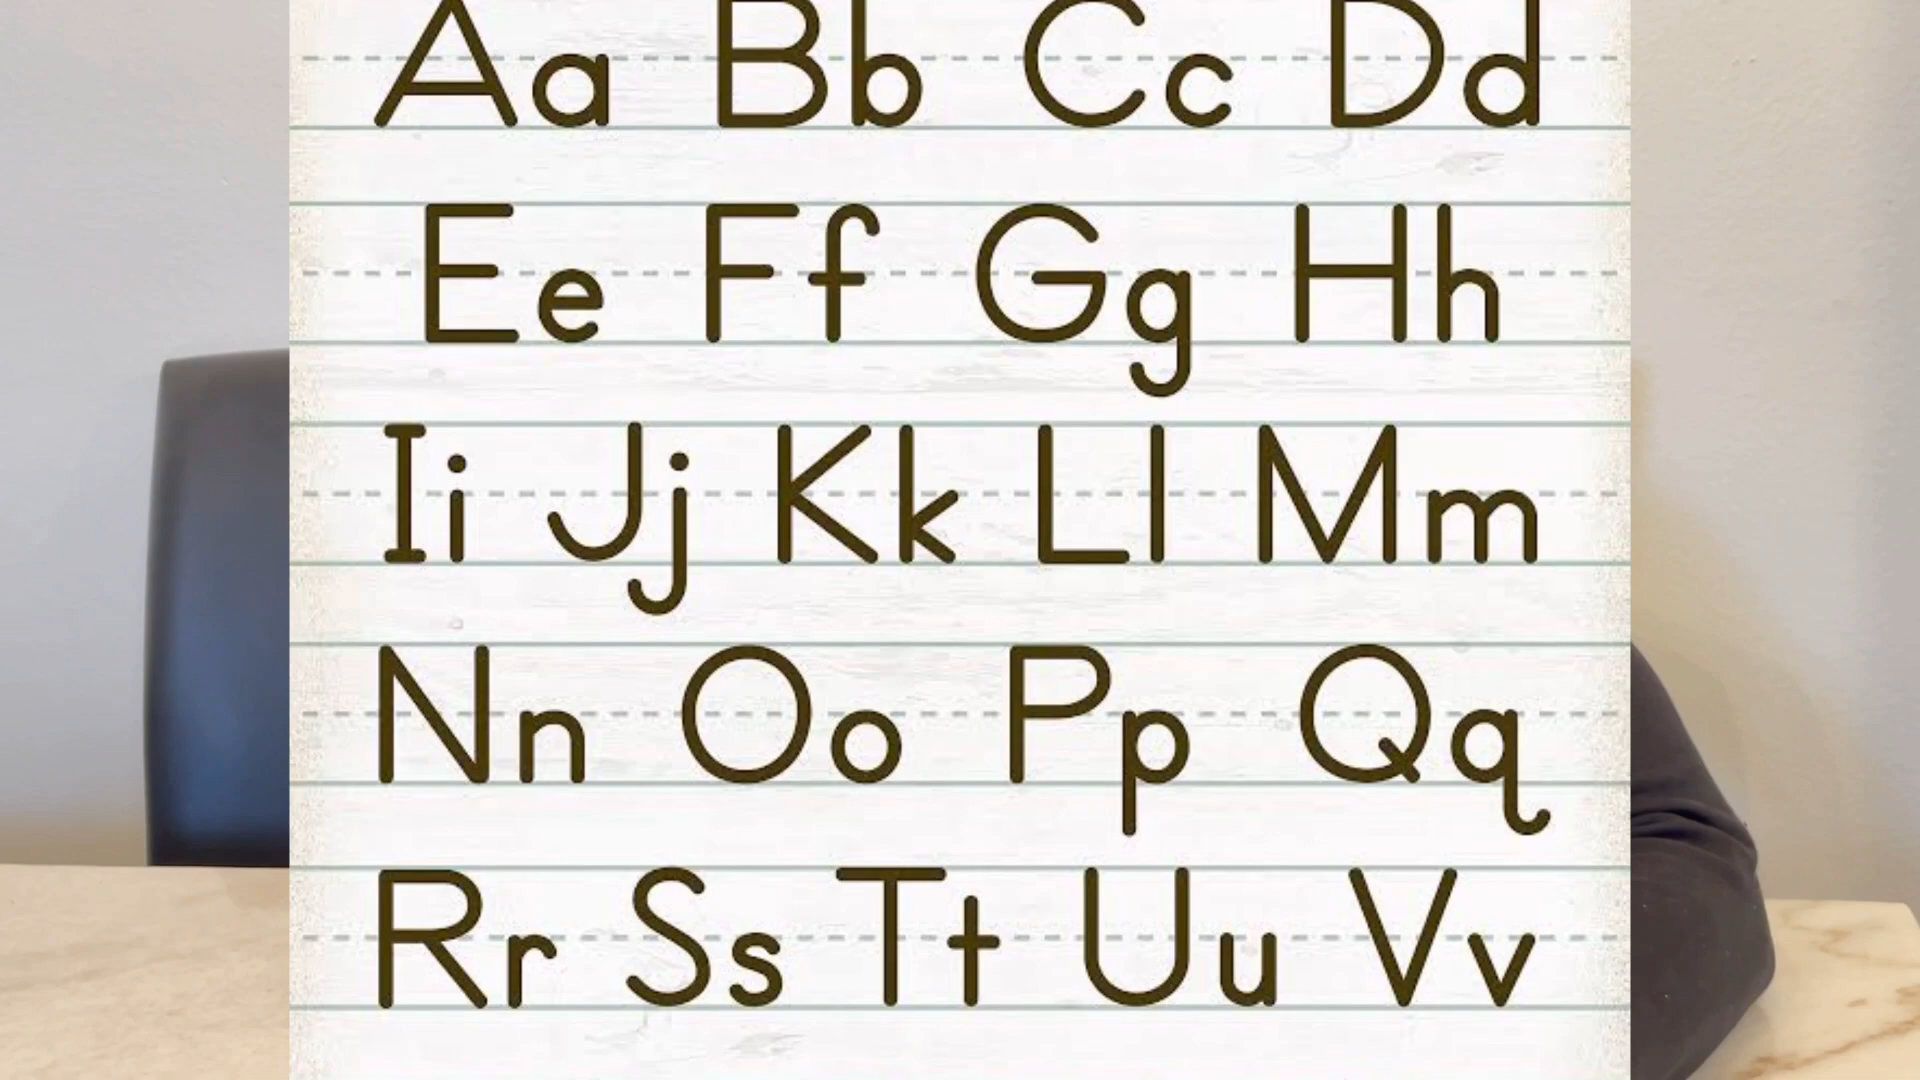 Aa Bb Cc Dd
Ee Ff Gg Hh
Ii Jj Kk Ll Mm
Nn Oo Pp Qq
Rr Ss Tt Uu Vv